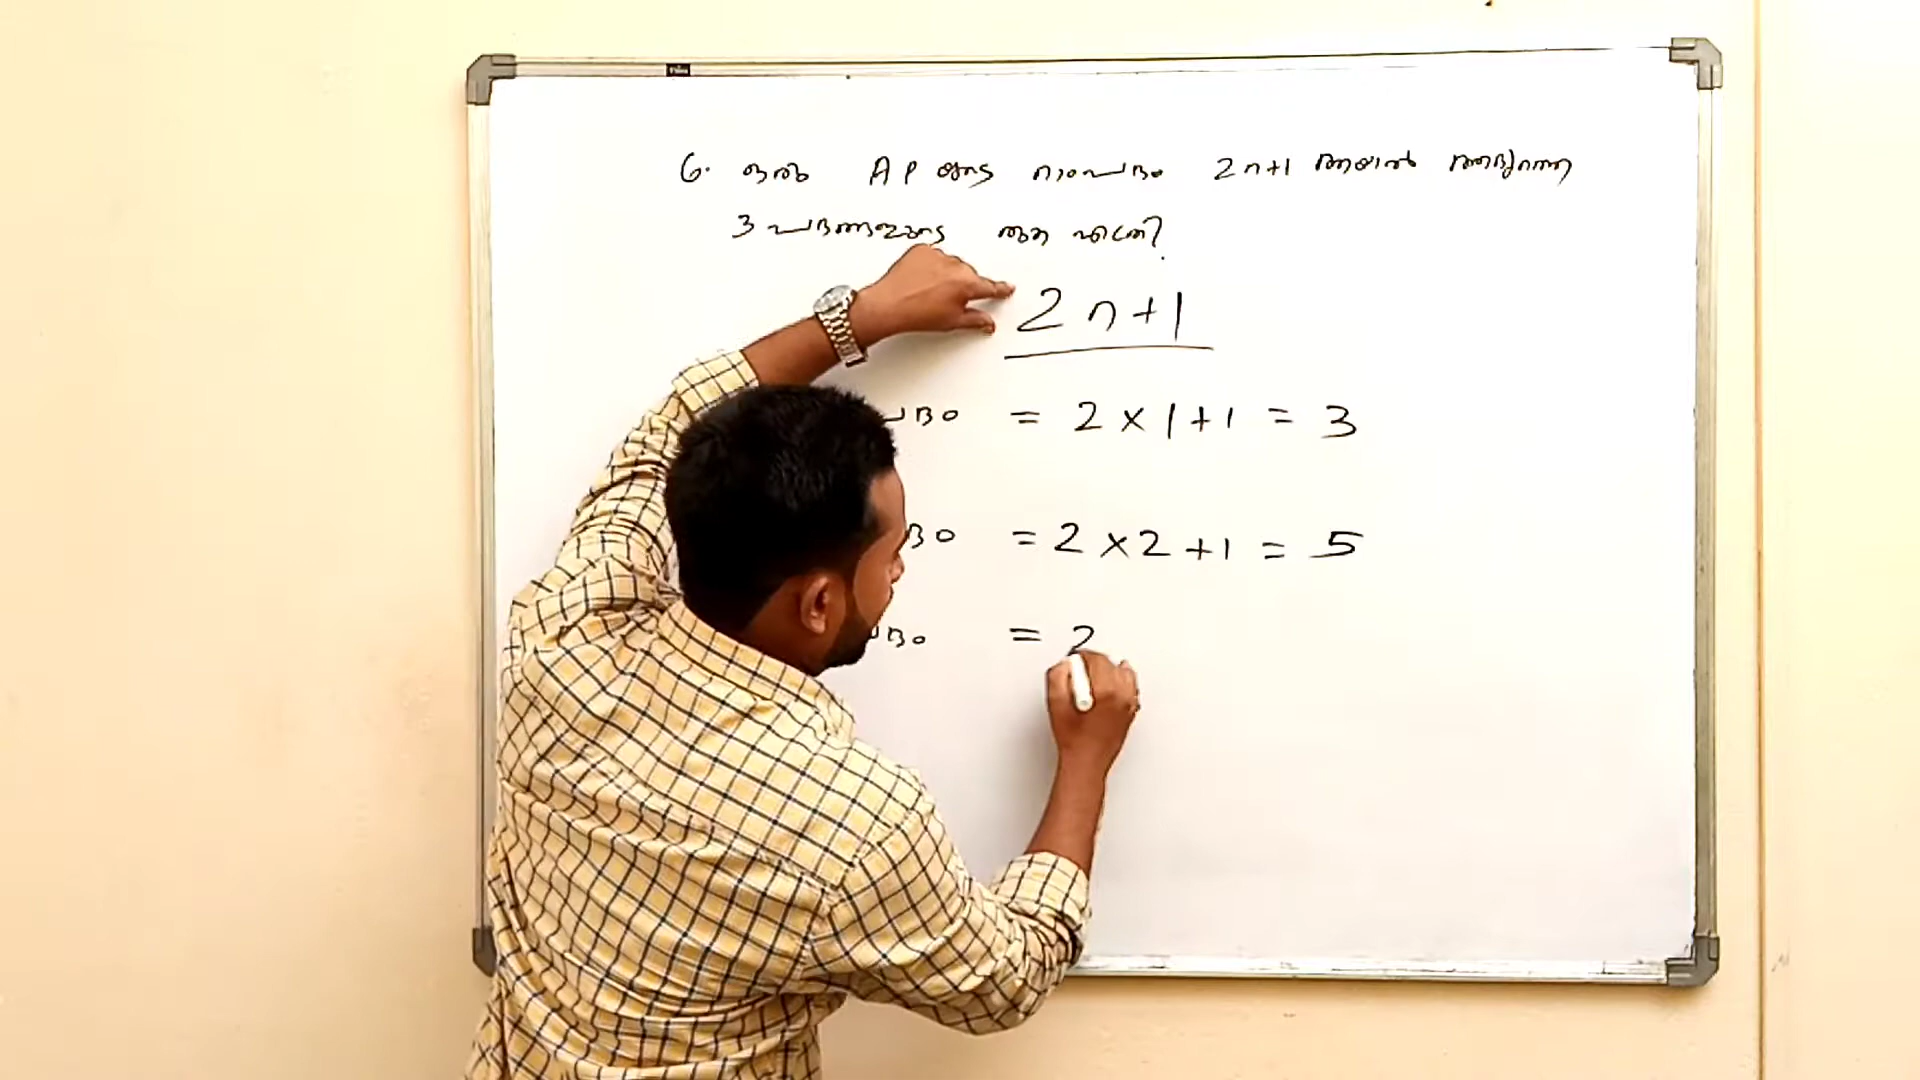 6. ഒരു AP യുടെ nാംപദം 2n+1 ആയാൽ ആദ്യത്തെ
3 പദങ്ങളുടെ തുക എത്ര?
2n+1
= 2 × 1 + 1 = 3
= 2 × 2 + 1 = 5
= 2